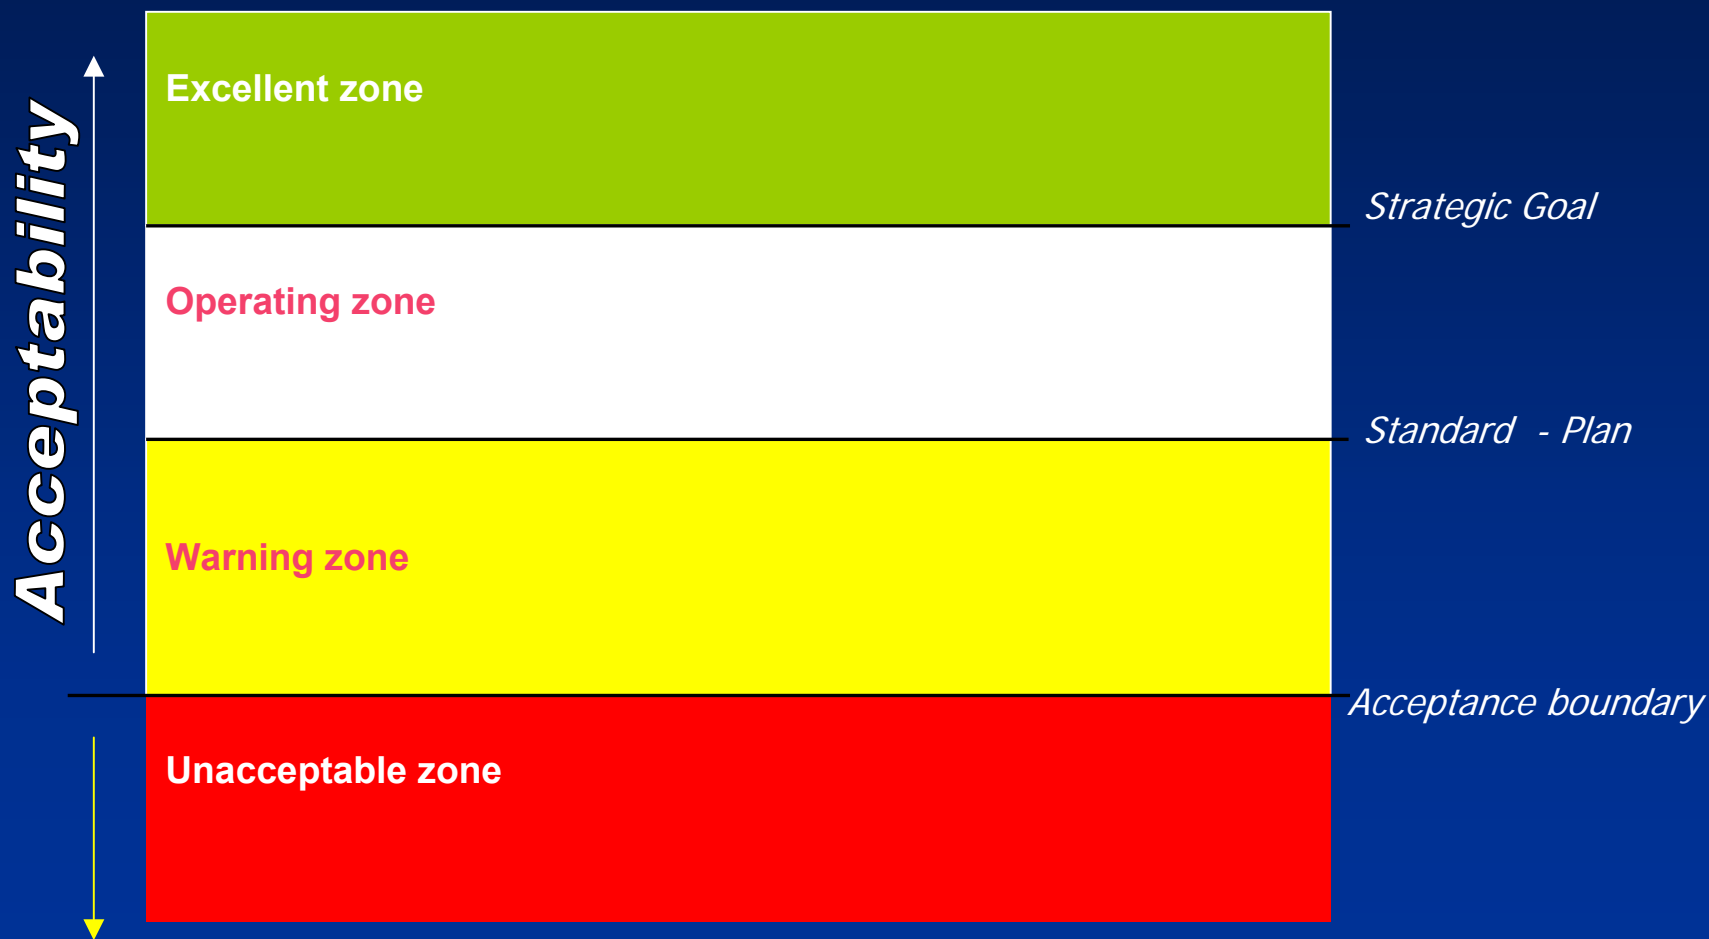 Acceptability
Excellent zone
Strategic Goal
Operating zone
Standard - Plan
Warning zone
Acceptance boundary
Unacceptable zone